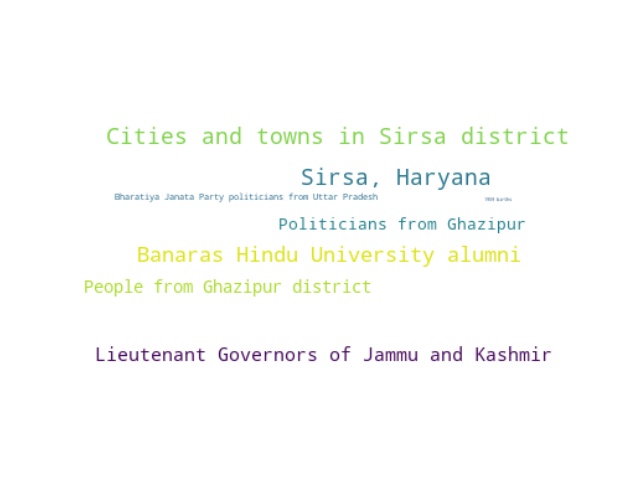 Cities and towns in Sirsa district
Sirsa, Haryana
Bharatiya Janata Party politicians from Uttar Pradesh
births
Politicians from Ghazipur
Banaras Hindu University alumni
People from Ghazipur district
Lieutenant Governors of Jammu and Kashmir